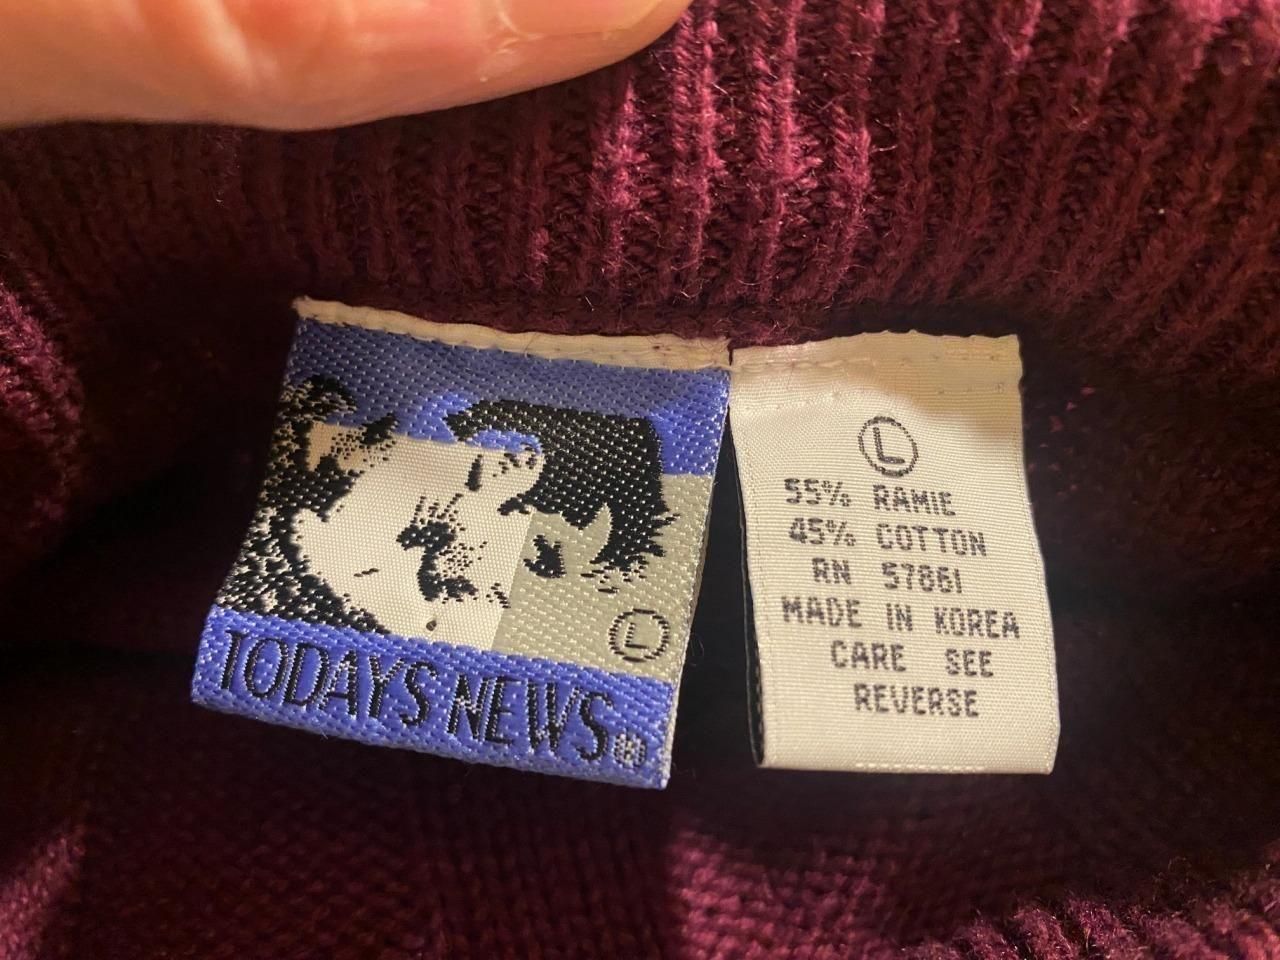 L
TODAYS NEWS®
L
55% RAMIE
45% COTTON
RN 57861
MADE IN KOREA
CARE SEE
REVERSE